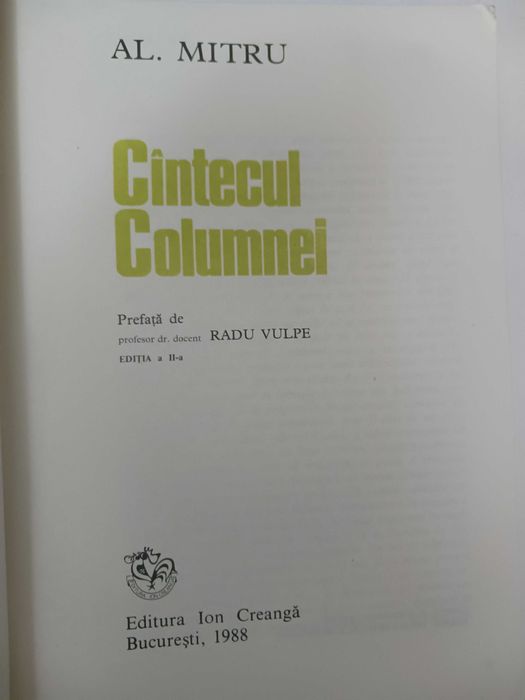 AL. MITRU
Cîntecul
Columnei
Prefață de
profesor dr. docent RADU VULPE
EDIȚIA a II-a
Editura Ion Creangă
București, 1988